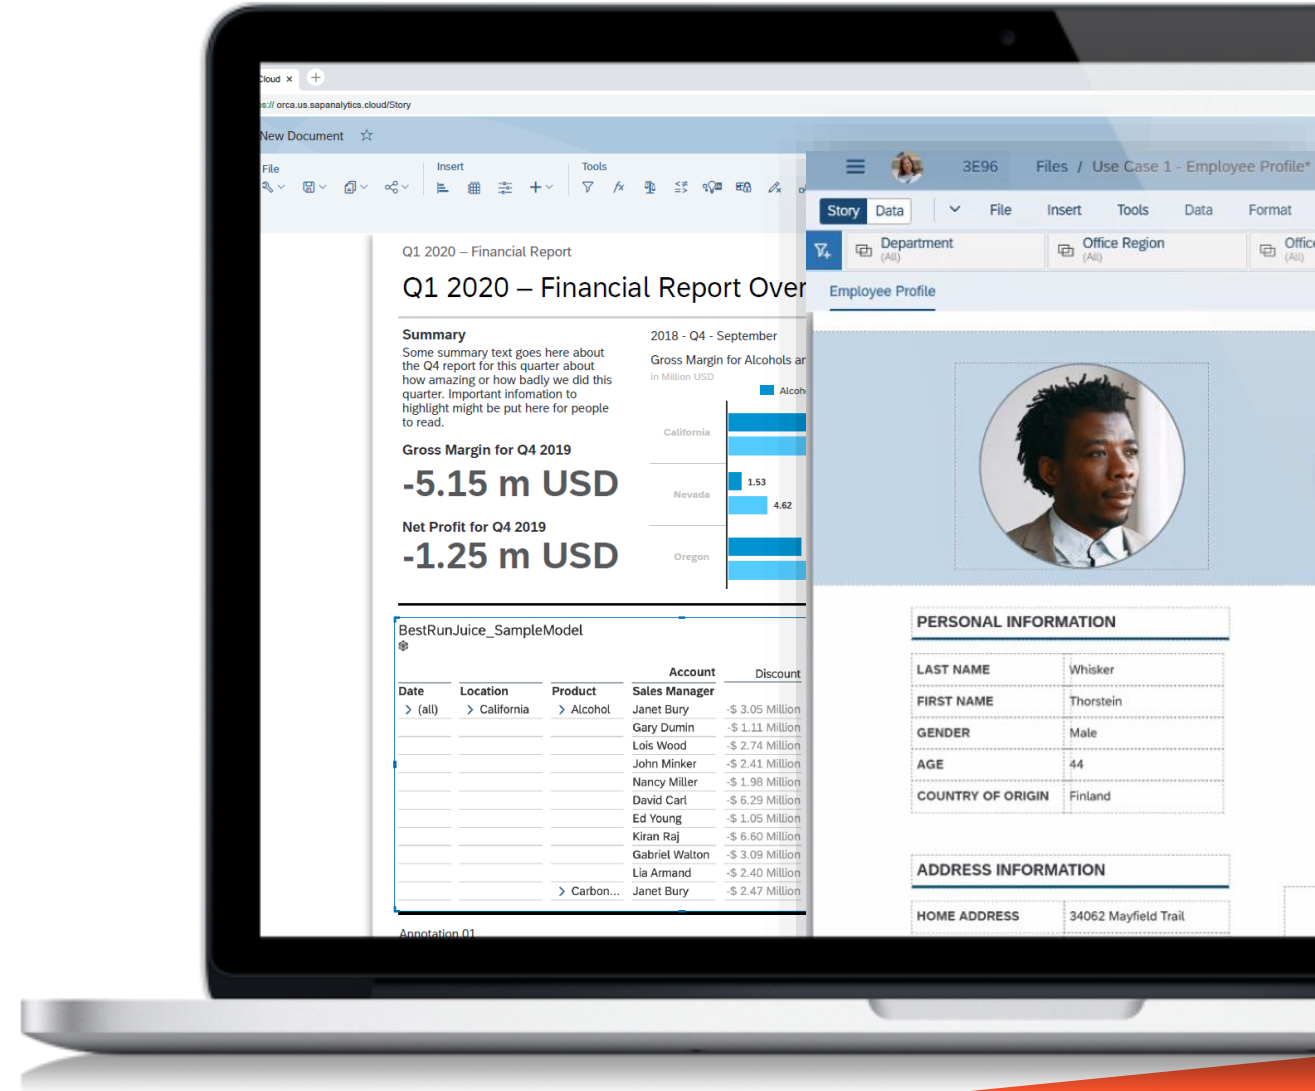 Cloud ×
orca.us.sapanalytics.cloud/Story
New Document
File
Insert
Tools
Q1 2020 – Financial Report
Q1 2020 – Financial Report Over
Summary
Some summary text goes here about
the Q4 report for this quarter about
how amazing or how badly we did this
quarter. Important infomation to
highlight might be put here for people
to read.
Gross Margin for Q4 2019
-5.15 m USD
Net Profit for Q4 2019
-1.25 m USD
2018 - Q4 - September
Gross Margin for Alcohols
in Million USD
California
Nevada
1.53
4.62
Oregon
BestRunJuice_SampleModel
Account Discount
Date Location Product Sales Manager
(all) California Alcohol Janet Bury -$ 3.05 Million
Gary Dumin -$ 1.11 Million
Lois Wood -$ 2.74 Million
John Minker -$ 2.41 Million
Nancy Miller -$ 1.98 Million
David Carl -$ 6.29 Million
Ed Young -$ 1.05 Million
Kiran Raj -$ 6.60 Million
Gabriel Walton -$ 3.09 Million
Lia Armand -$ 2.40 Million
Carbon... Janet Bury -$ 2.47 Million
Annotation 01
3E96 Files / Use Case 1 - Employee Profile*
Story Data File Insert Tools Data Format
Department
(All)
Office Region
(All)
Office
(All)
Employee Profile
PERSONAL INFORMATION
LAST NAME Whisker
FIRST NAME Thorstein
GENDER Male
AGE 44
COUNTRY OF ORIGIN Finland
ADDRESS INFORMATION
HOME ADDRESS 34062 Mayfield Trail